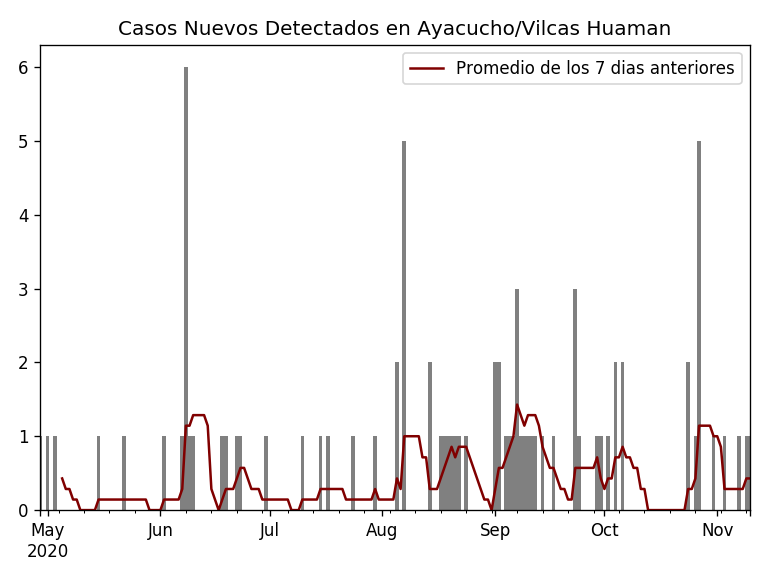 Casos Nuevos Detectados en Ayacucho/Vilcas Huaman
Promedio de los 7 dias anteriores
6
5
4
3
2
1
0
May Jun Jul Aug Sep Oct Nov
2020